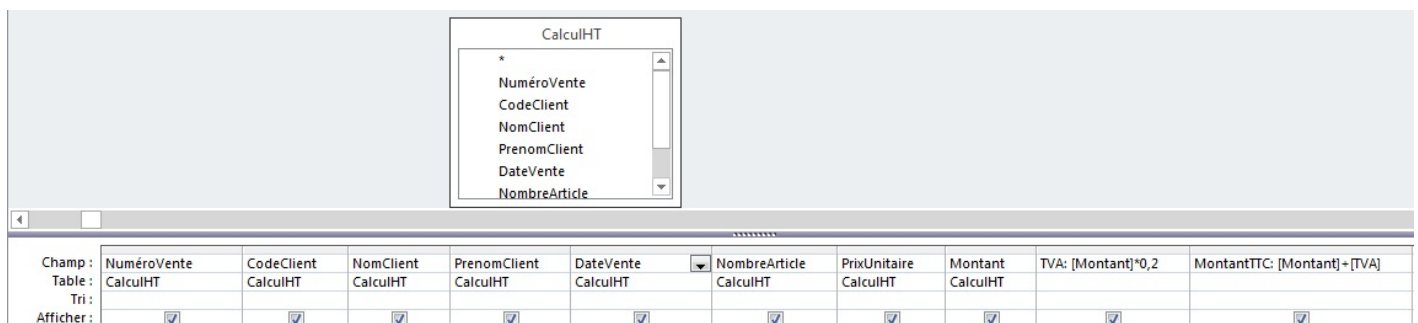 CalculHT
*
NuméroVente
CodeClient
NomClient
PrenomClient
DateVente
NombreArticle
Champ : NuméroVente CodeClient NomClient PrenomClient DateVente NombreArticle PrixUnitaire Montant TVA: [Montant]*0,2 MontantTTC: [Montant]+[TVA]
Table : CalculHT CalculHT CalculHT CalculHT CalculHT CalculHT CalculHT CalculHT
Tri :
Afficher :